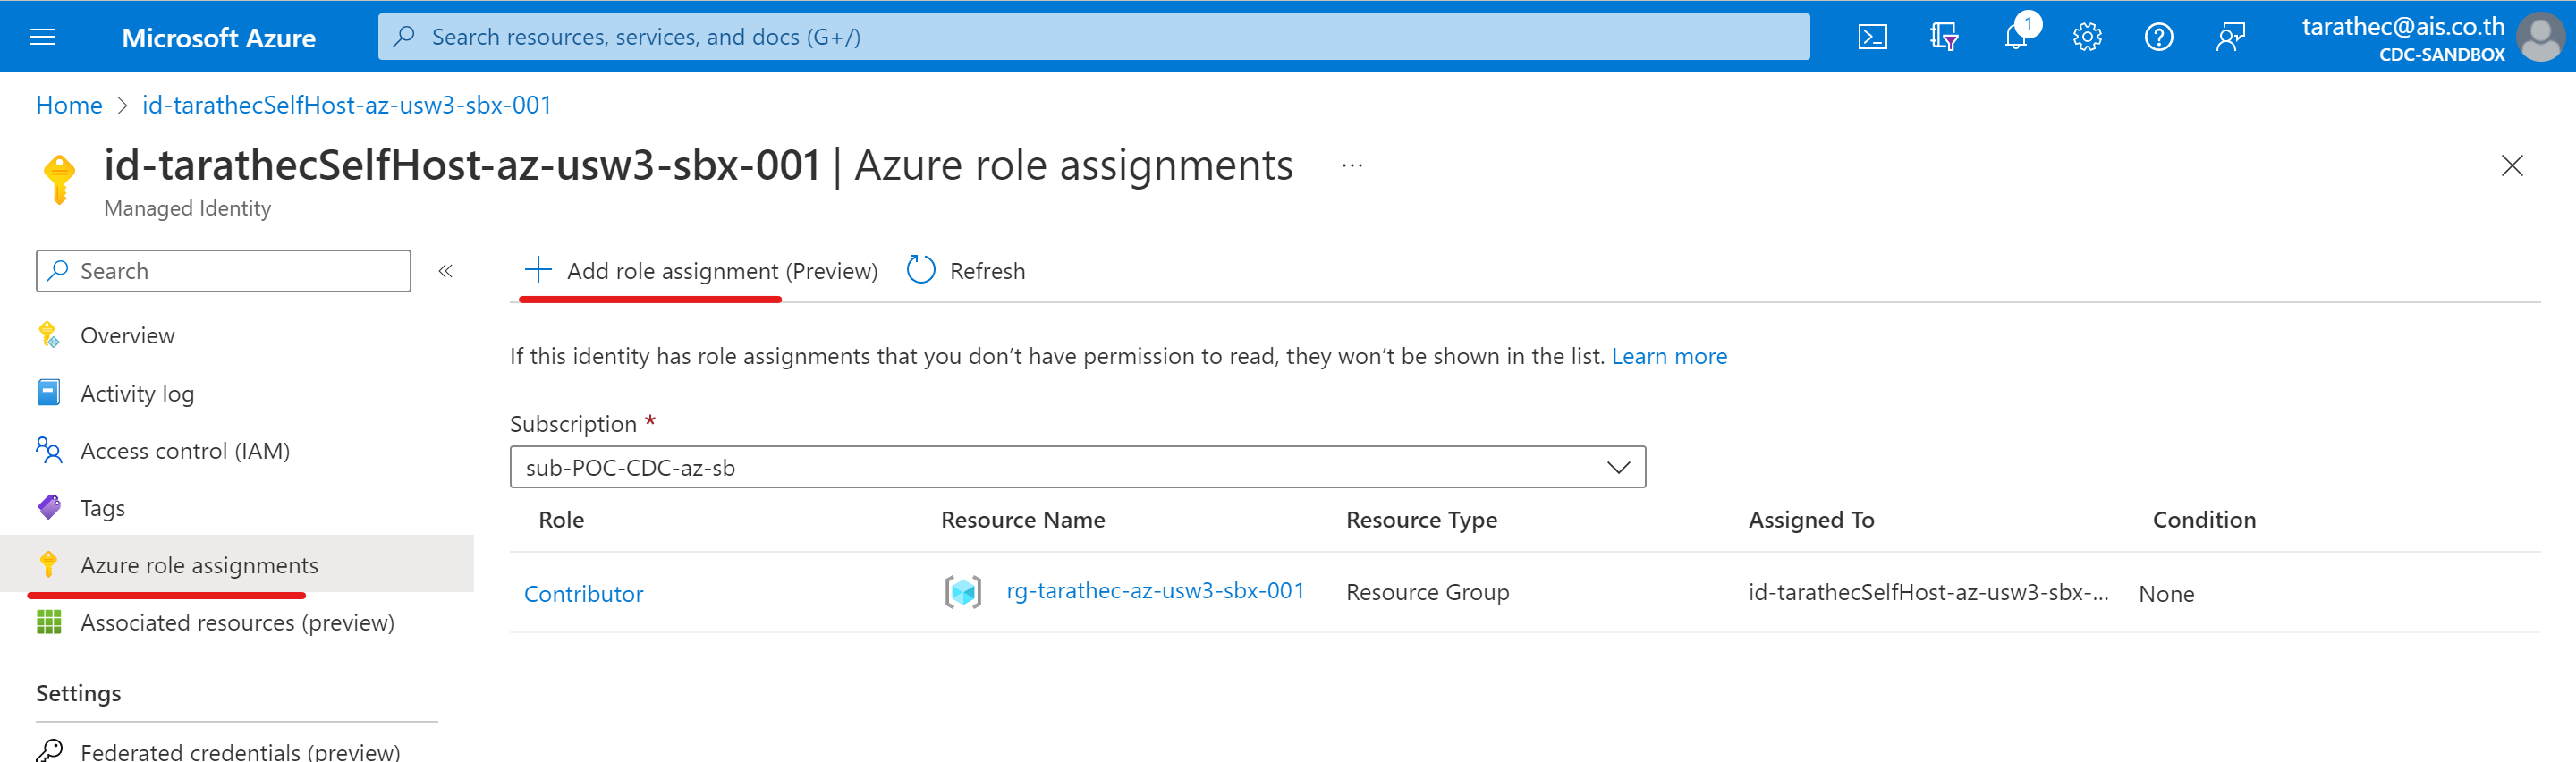 Microsoft Azure
Search resources, services, and docs (G+/)
1
tarathec@ais.co.th
CDC-SANDBOX
Home > id-tarathecSelfHost-az-usw3-sbx-001
id-tarathecSelfHost-az-usw3-sbx-001 | Azure role assignments ...
Managed Identity
Search «
Add role assignment (Preview) Refresh
Overview
Activity log
Access control (IAM)
Tags
Azure role assignments
Associated resources (preview)
Settings
Federated credentials (preview)
If this identity has role assignments that you don’t have permission to read, they won’t be shown in the list. Learn more
Subscription *
sub-POC-CDC-az-sb
Role Resource Name Resource Type Assigned To Condition
Contributor rg-tarathec-az-usw3-sbx-001 Resource Group id-tarathecSelfHost-az-usw3-sbx-... None